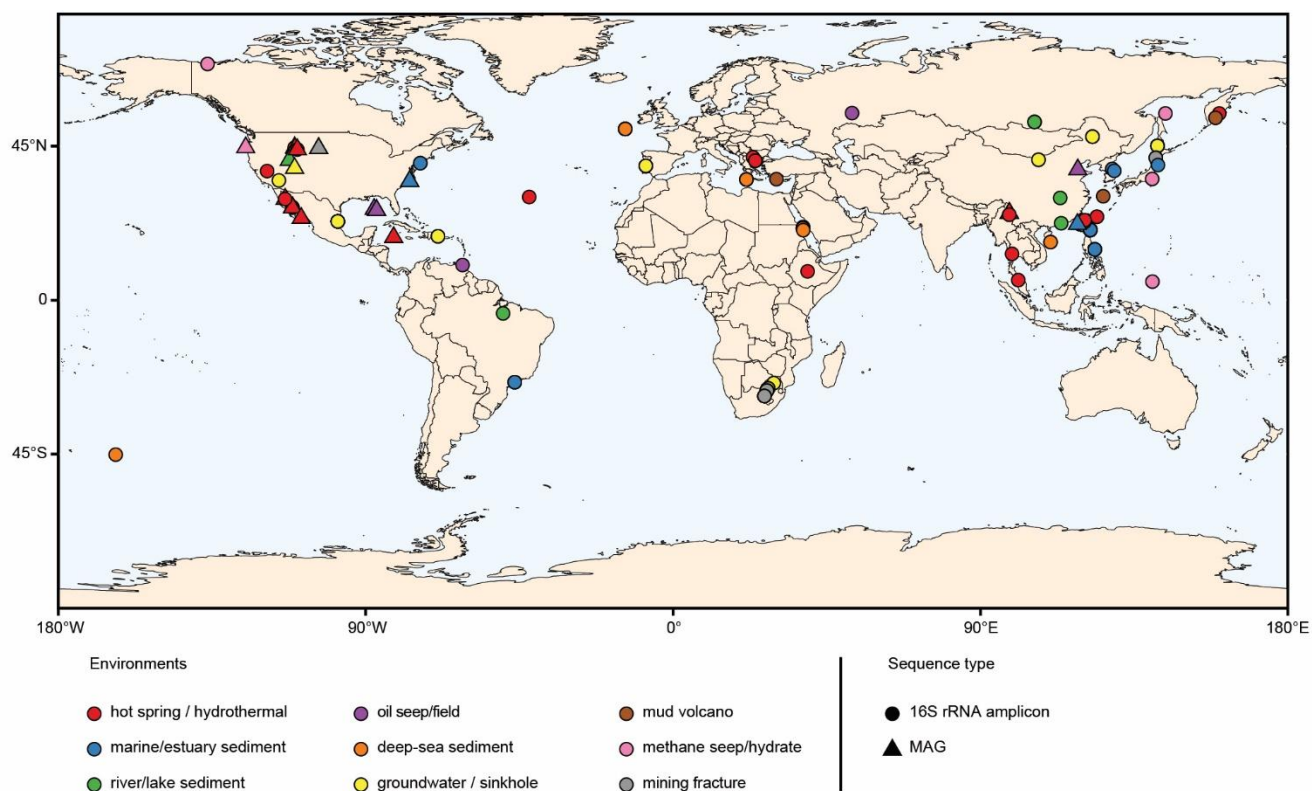 45°N
0
45°S
180°W 90°W 0° 90°E 180°E
Environments Sequence type
hot spring / hydrothermal oil seep/field mud volcano 16S rRNA amplicon
marine/estuary sediment deep-sea sediment methane seep/hydrate MAG
river/lake sediment groundwater / sinkhole mining fracture